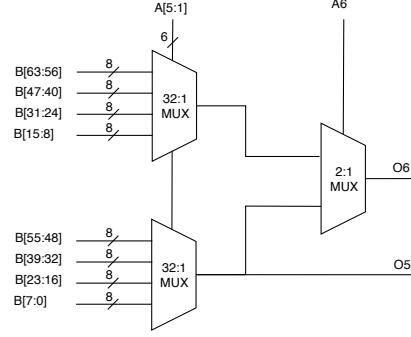 A[5:1]
A6
6
B[63:56]
8
B[47:40]
8
B[31:24]
8
B[15:8]
8
32:1
MUX
2:1
MUX
O6
B[55:48]
8
B[39:32]
8
B[23:16]
8
B[7:0]
8
32:1
MUX
O5